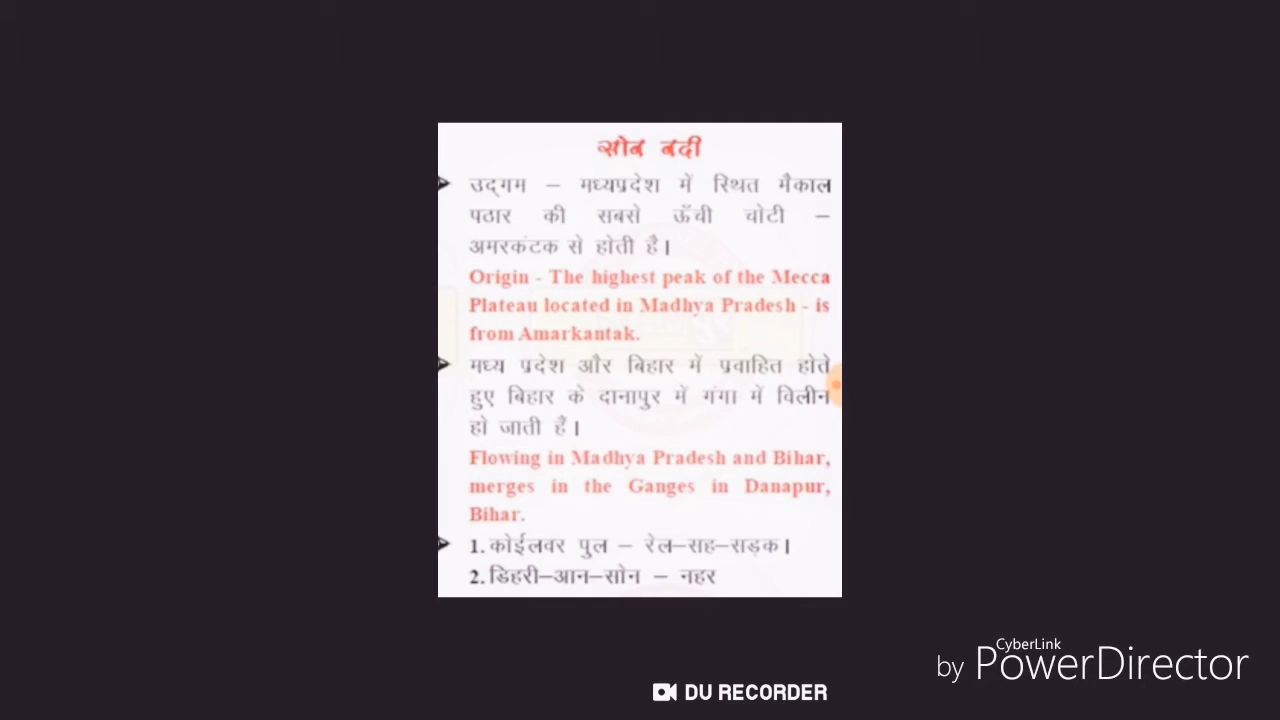 सोन नदी
उद्गम – मध्यप्रदेश में स्थित मैकाल
पठार की सबसे ऊँची चोटी –
अमरकंटक से होती है।
Origin - The highest peak of the Mecca
Plateau located in Madhya Pradesh - is
from Amarkantak.
मध्य प्रदेश और बिहार में प्रवाहित होते
हुए बिहार के दानापुर में गंगा में विलीन
हो जाती हैं।
Flowing in Madhya Pradesh and Bihar,
merges in the Ganges in Danapur,
Bihar.
1. कोईलवर पुल – रेल–सह–सड़क।
2. डिहरी–आन–सोन – नहर
CyberLink
by PowerDirector
DU RECORDER